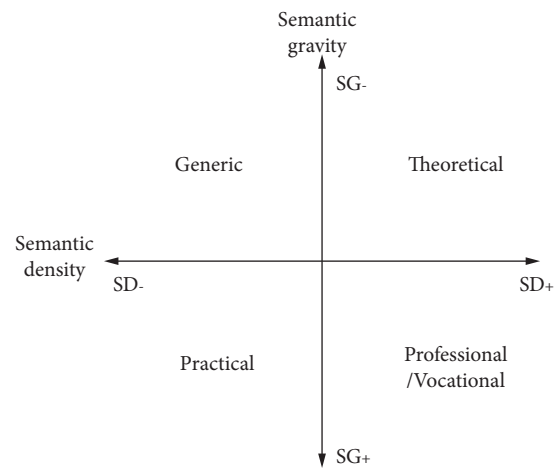 Semantic
gravity
SG-
Generic
Theoretical
Semantic
density
SD-
SD+
Practical
Professional
/Vocational
SG+